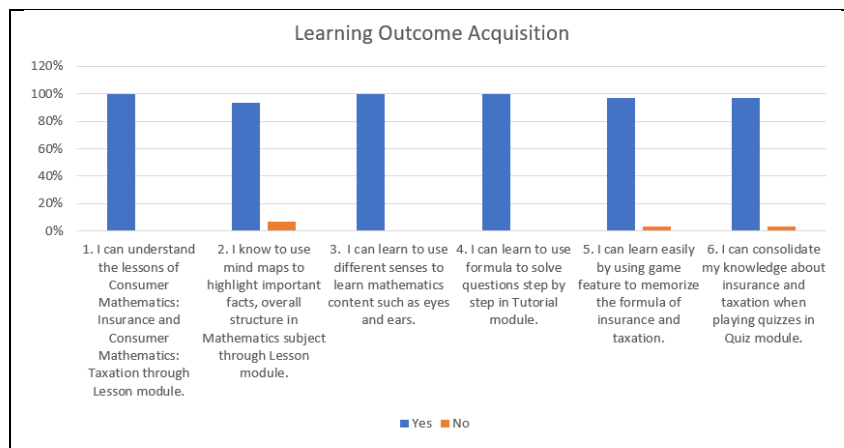 Learning Outcome Acquisition
120%
100%
80%
60%
40%
20%
0%
1. I can understand
the lessons of
Consumer
Mathematics:
Insurance and
Consumer
Mathematics:
Taxation through
Lesson module.
2. I know to use
mind maps to
highlight important
facts, overall
structure in
Mathematics subject
through Lesson
module.
3. I can learn to use
different senses to
learn mathematics
content such as eyes
and ears.
4. I can learn to use
formula to solve
questions step by
step in Tutorial
module.
5. I can learn easily
by using game
feature to memorize
the formula of
insurance and
taxation.
6. I can consolidate
my knowledge about
insurance and
taxation when
playing quizzes in
Quiz module.
Yes No